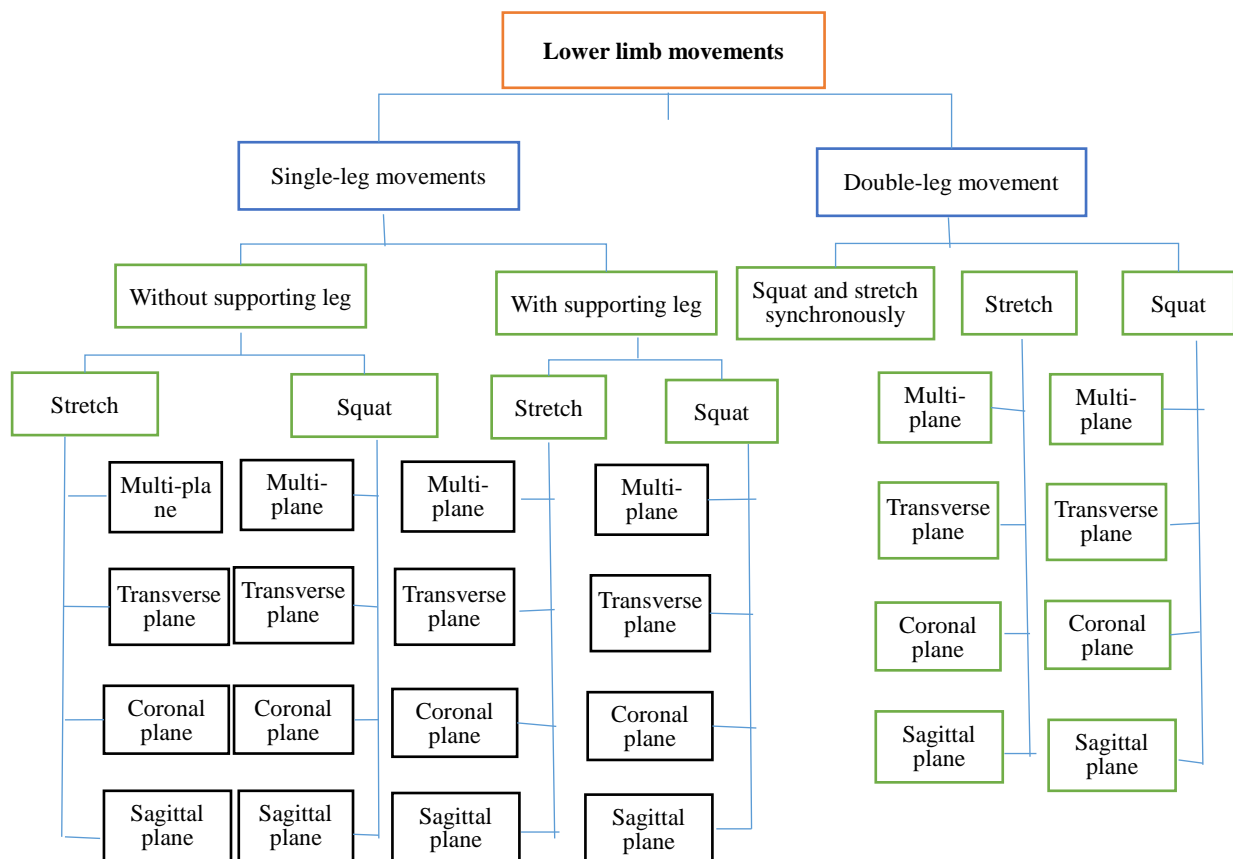 Lower limb movements
Single-leg movements
Double-leg movement
Without supporting leg
With supporting leg
Squat and stretch
synchronously
Stretch
Squat
Stretch
Squat
Stretch
Squat
Multi-pla
ne
Multi-
plane
Multi-
plane
Multi-
plane
Multi-
plane
Multi-
plane
Transverse
plane
Transverse
plane
Transverse
plane
Transverse
plane
Transverse
plane
Transverse
plane
Coronal
plane
Coronal
plane
Coronal
plane
Coronal
plane
Coronal
plane
Coronal
plane
Sagittal
plane
Sagittal
plane
Sagittal
plane
Sagittal
plane
Sagittal
plane
Sagittal
plane